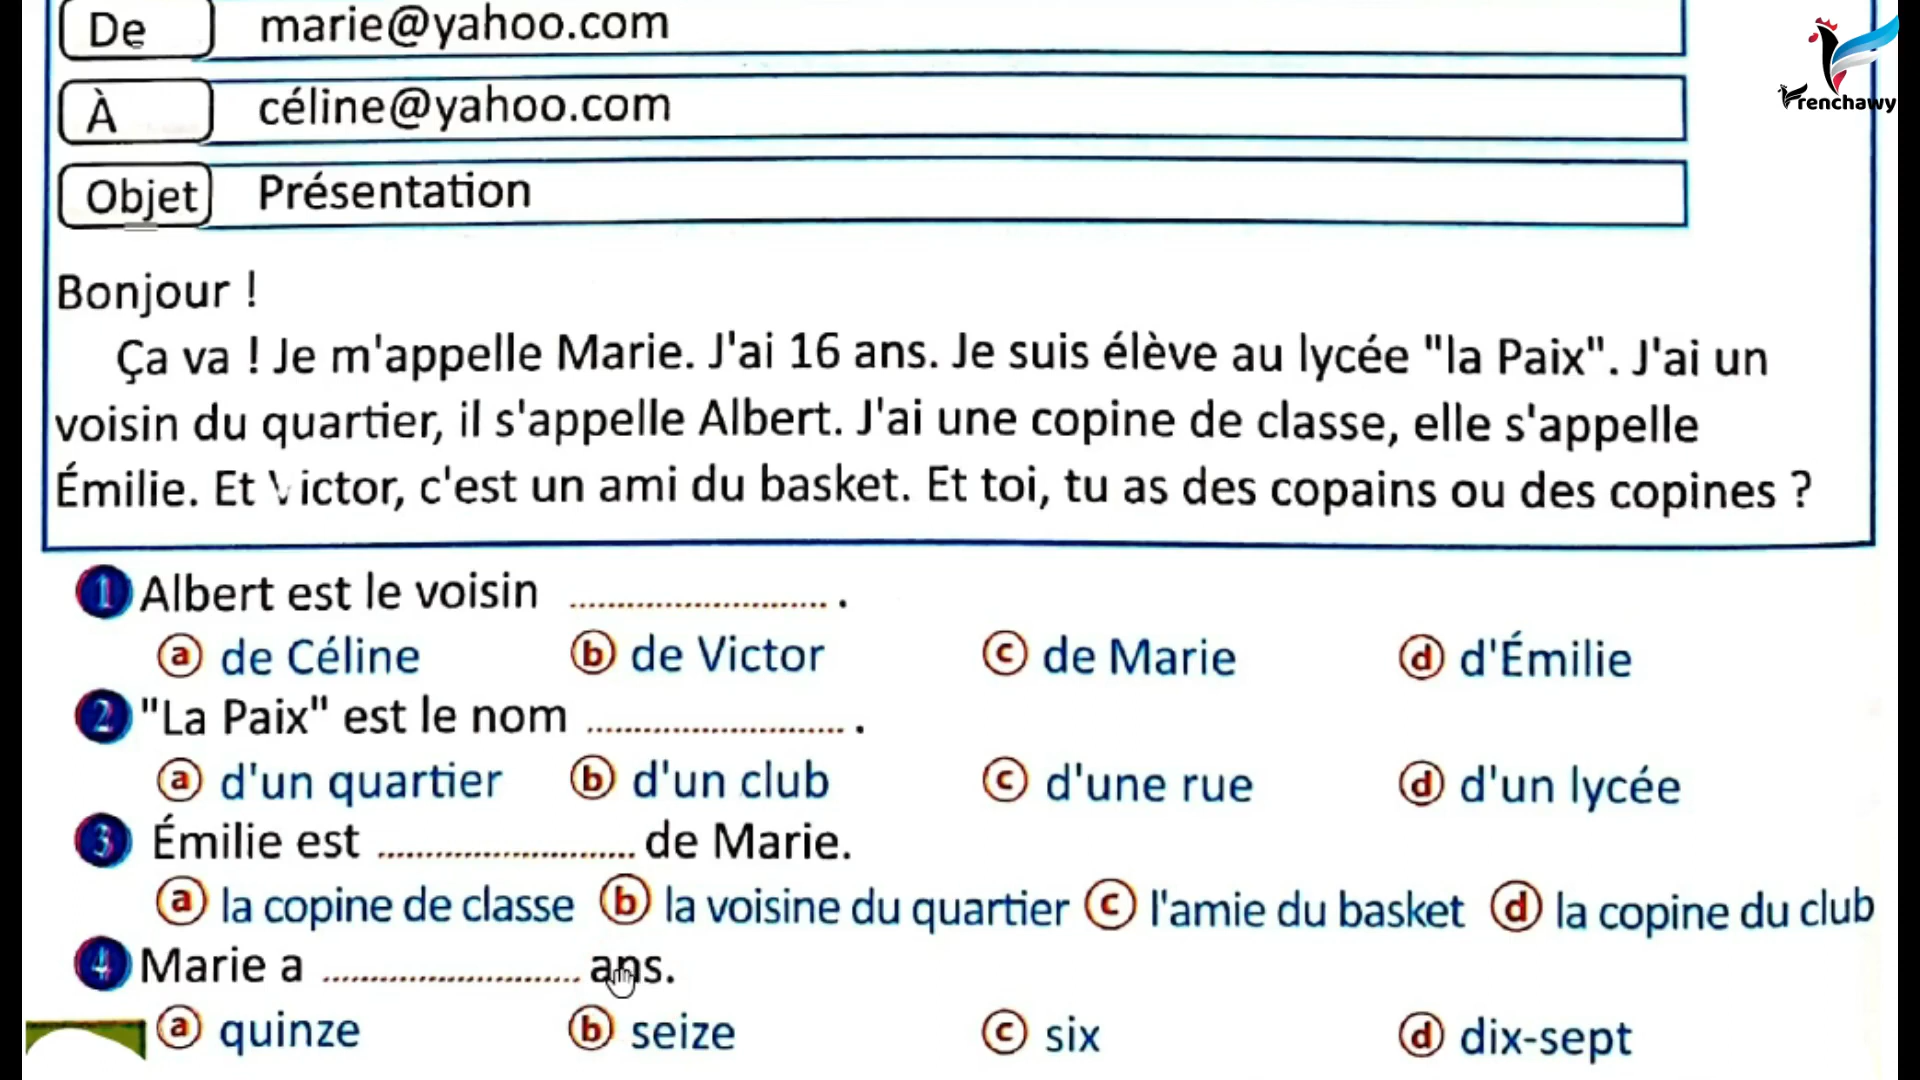 De marie@yahoo.com
renchawy
À céline@yahoo.com
Objet Présentation
Bonjour !
Ça va ! Je m'appelle Marie. J'ai 16 ans. Je suis élève au lycée "la Paix". J'ai un
voisin du quartier, il s'appelle Albert. J'ai une copine de classe, elle s'appelle
Émilie. Et Victor, c'est un ami du basket. Et toi, tu as des copains ou des copines ?
1 Albert est le voisin .......................... .
a de Céline b de Victor c de Marie d d'Émilie
2 "La Paix" est le nom .......................... .
a d'un quartier b d'un club c d'une rue d d'un lycée
3 Émilie est .......................... de Marie.
a la copine de classe b la voisine du quartier c l'amie du basket d la copine du club
4 Marie a .......................... ans.
a quinze b seize c six d dix-sept